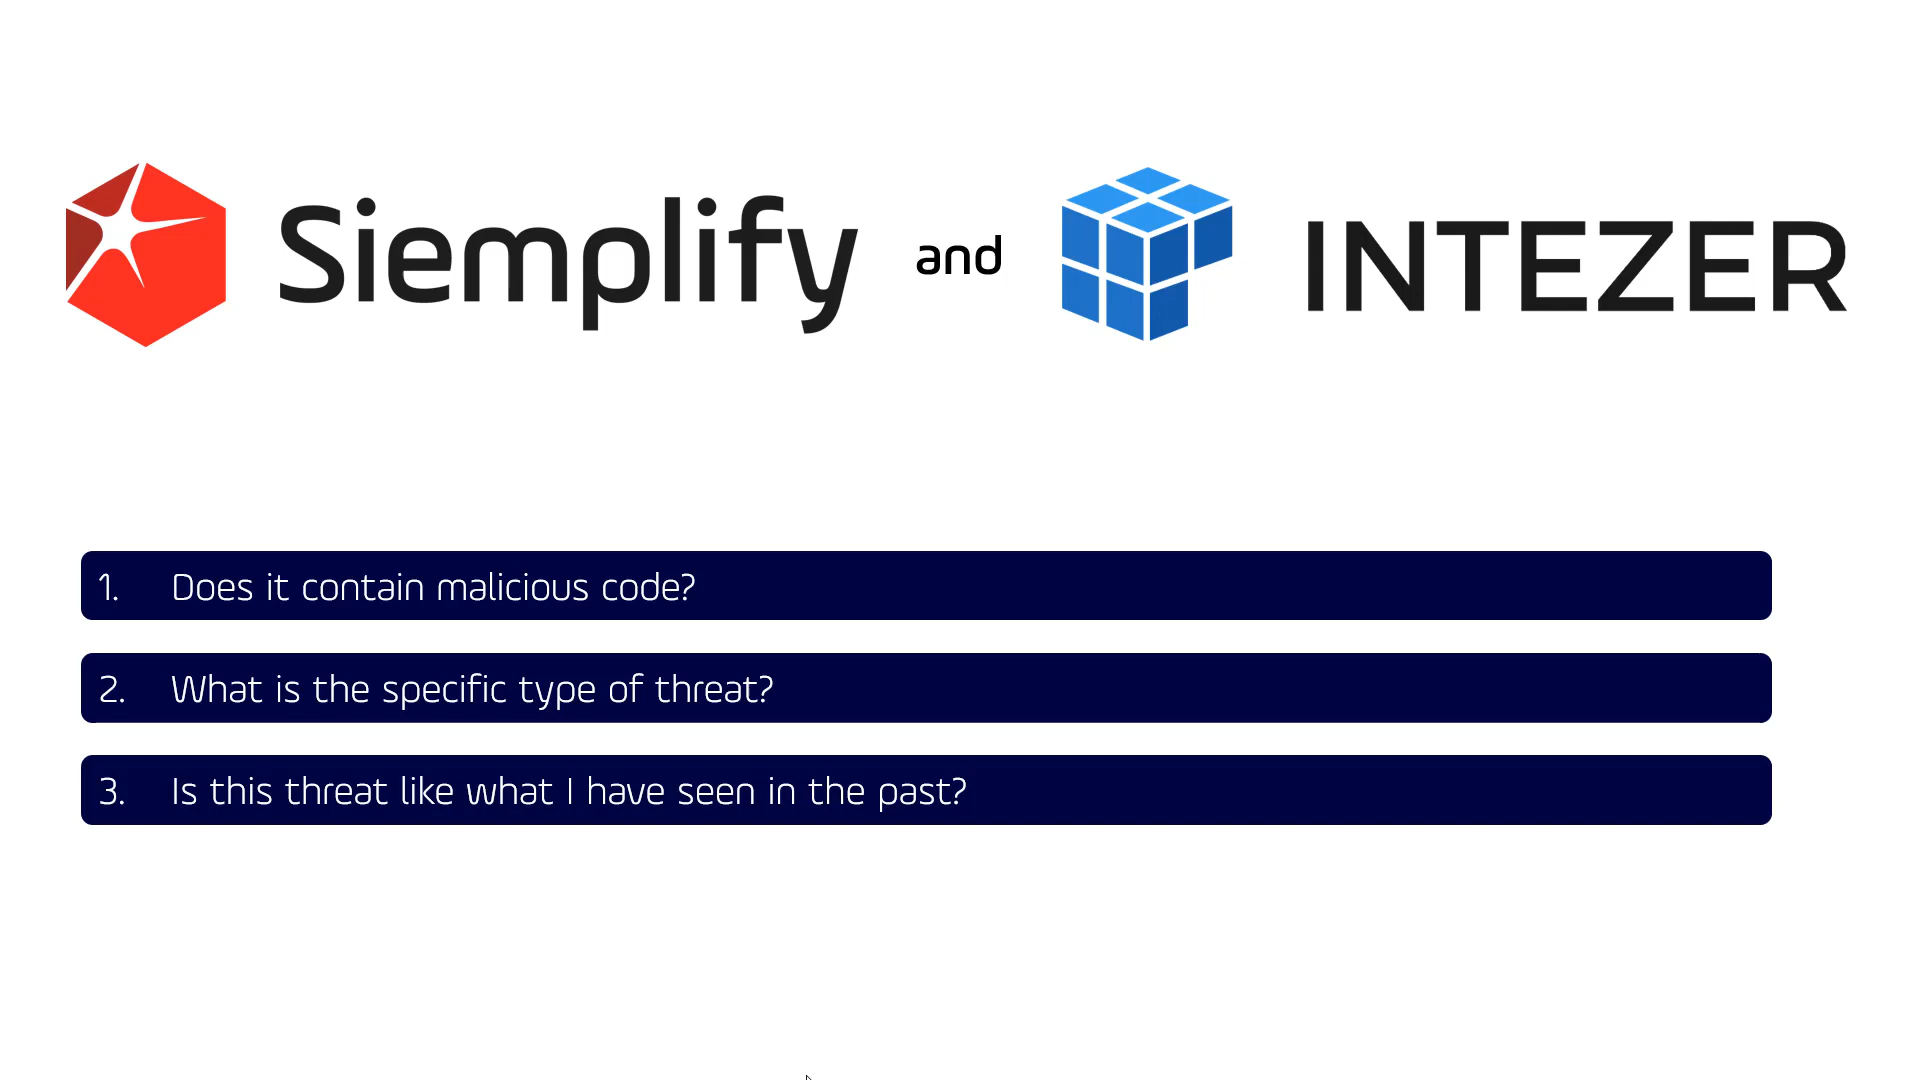 Siemplify and INTEZER
1. Does it contain malicious code?
2. What is the specific type of threat?
3. Is this threat like what I have seen in the past?